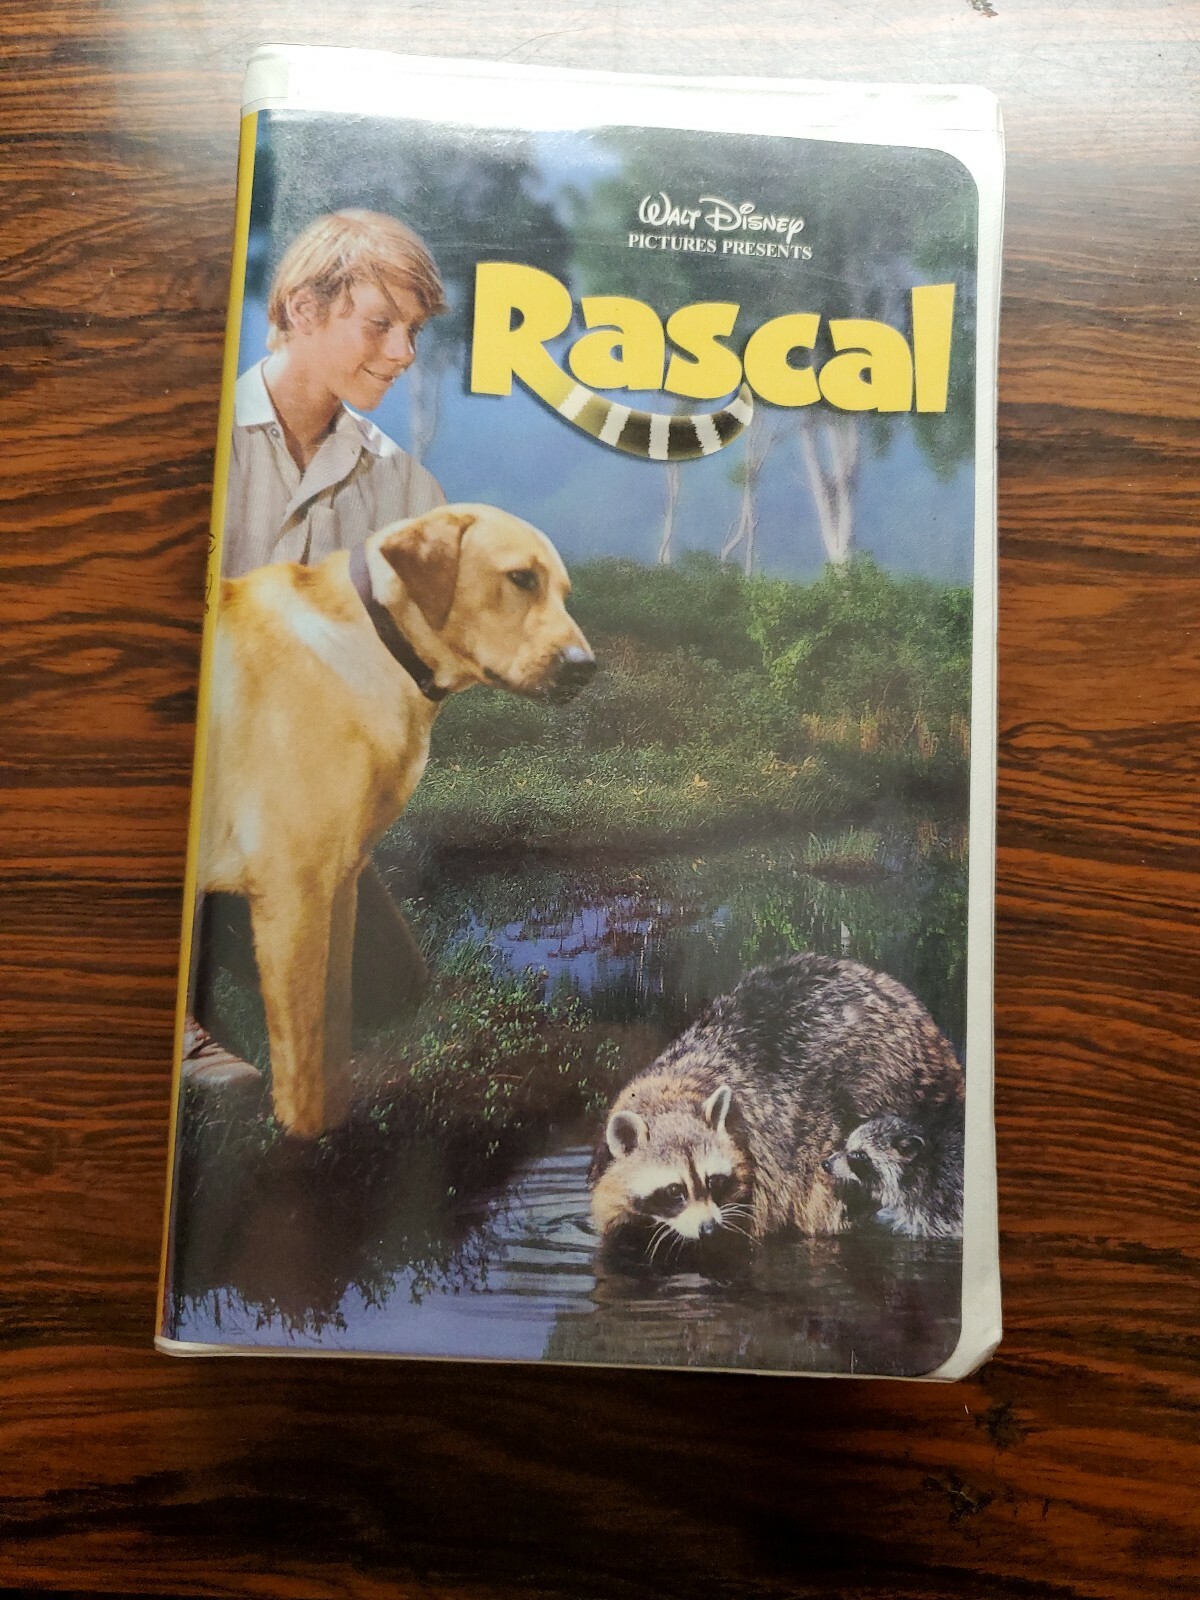 Walt Disney
PICTURES PRESENTS
Rascal